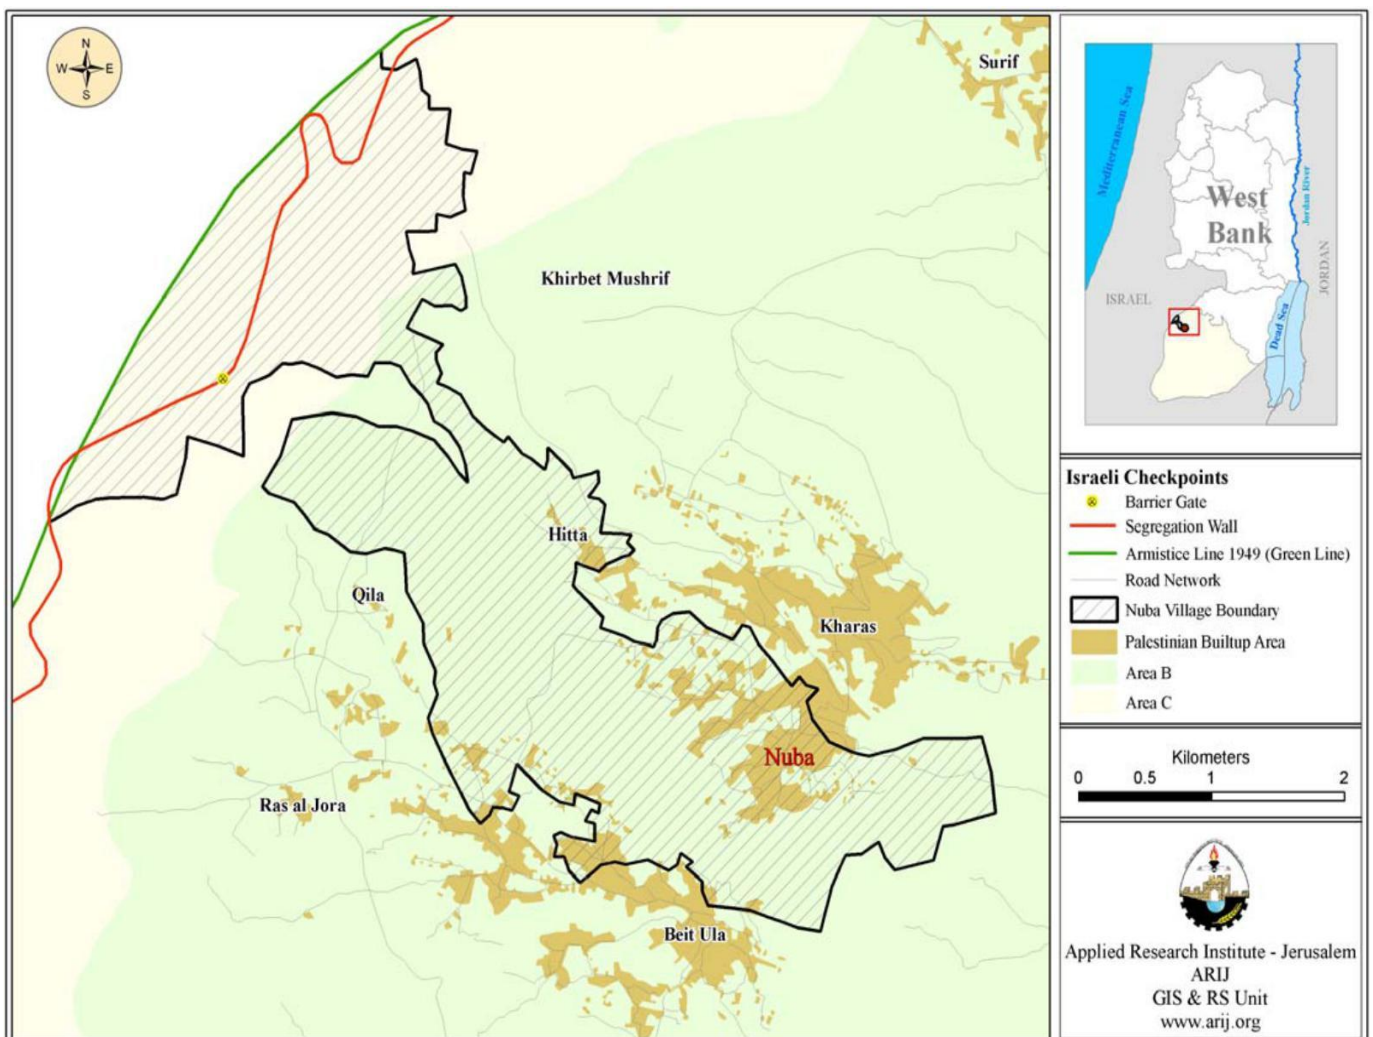 N
W E
S
Surif
Khirbet Mushrif
Hitta
Qila
Kharas
Nuba
Ras al Jora
Beit Ula
Mediterranean Sea
West
Bank
Jordan River
JORDAN
ISRAEL
Dead Sea
Israeli Checkpoints
Barrier Gate
Segregation Wall
Armistice Line 1949 (Green Line)
Road Network
Nuba Village Boundary
Palestinian Builtup Area
Area B
Area C
Kilometers
0 0.5 1 2
Applied Research Institute - Jerusalem
ARIJ
GIS & RS Unit
www.arij.org